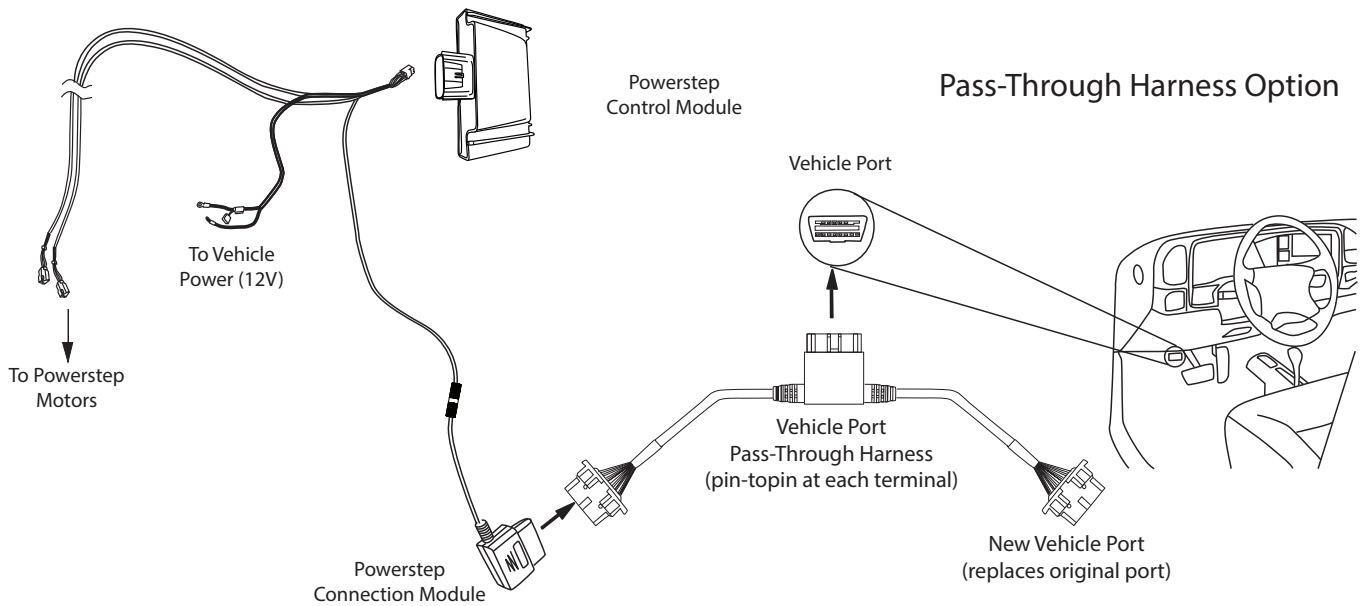 Pass-Through Harness Option
Powerstep
Control Module
Vehicle Port
To Vehicle
Power (12V)
To Powerstep
Motors
Vehicle Port
Pass-Through Harness
(pin-topin at each terminal)
New Vehicle Port
(replaces original port)
Powerstep
Connection Module